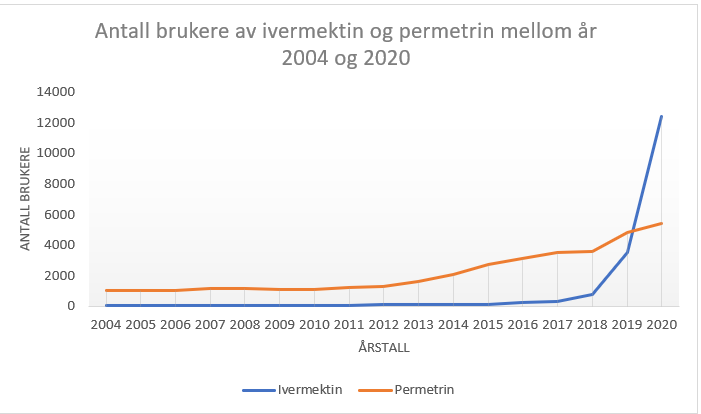 Antall brukere av ivermektin og permetrin mellom år
2004 og 2020
14000
12000
10000
8000
6000
4000
2000
0
ANTALL BRUKERE
2004 2005 2006 2007 2008 2009 2010 2011 2012 2013 2014 2015 2016 2017 2018 2019 2020
ÅRSTALL
Ivermektin Permetrin